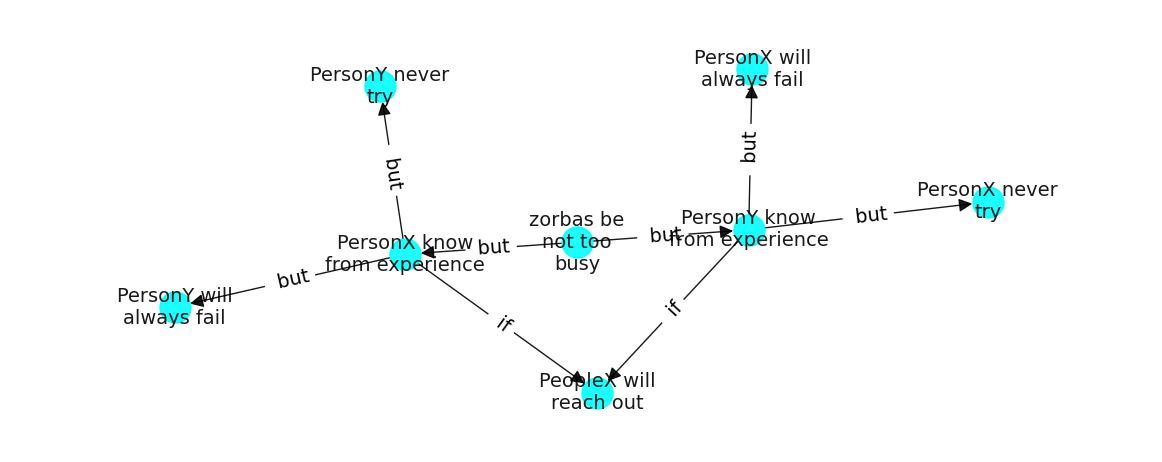 PersonX will
always fail
PersonY never
try
but
but
PersonX never
try
but
zorbas be
not too
busy
PersonY know
from experience
but
but
PersonX know
from experience
but
PersonY will
always fail
if
if
PeopleX will
reach out